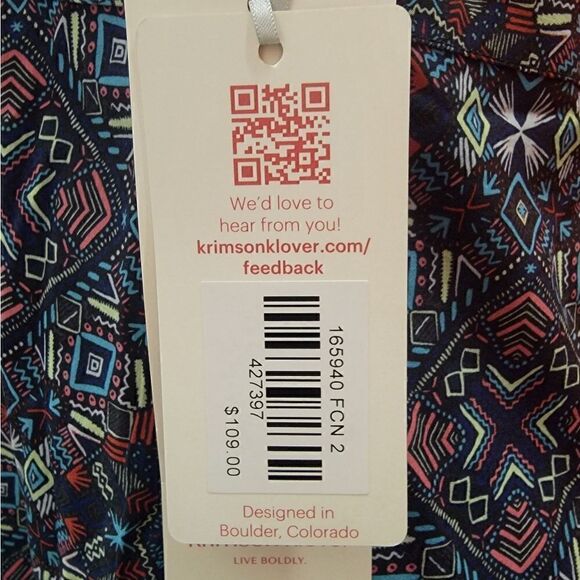 We'd love to
hear from you!
krimsonklover.com/
feedback
165940 FCN 2
427397
$109.00
Designed in
Boulder, Colorado
LIVE BOLDLY.